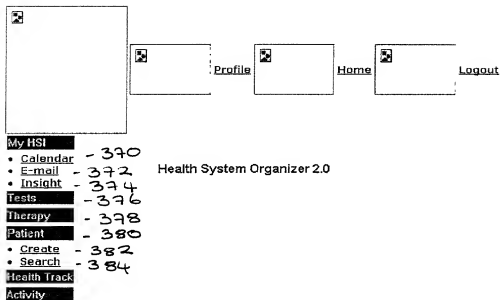 Profile Home Logout
My HSI
• Calendar - 370
• E-mail - 372
• Insight - 374
Health System Organizer 2.0
Tests - 376
Therapy - 378
Patient - 380
• Create - 382
• Search - 384
Health Track
Activity